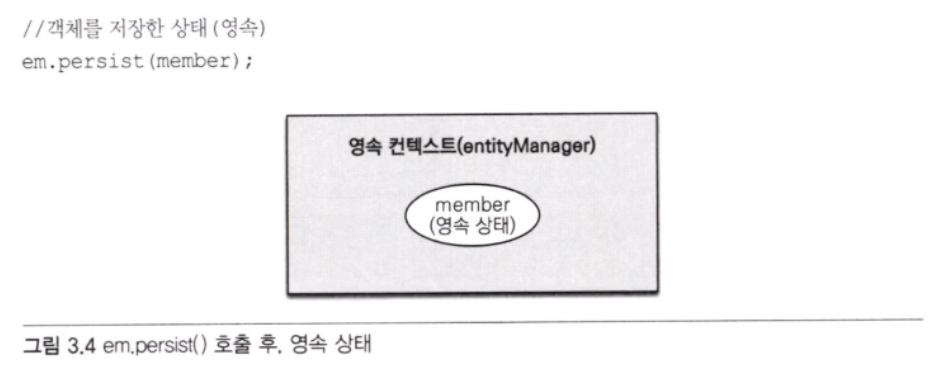 //객체를 저장한 상태(영속)
em.persist(member);
영속 컨텍스트(entityManager)
member
(영속 상태)
그림 3.4 em.persist() 호출 후, 영속 상태